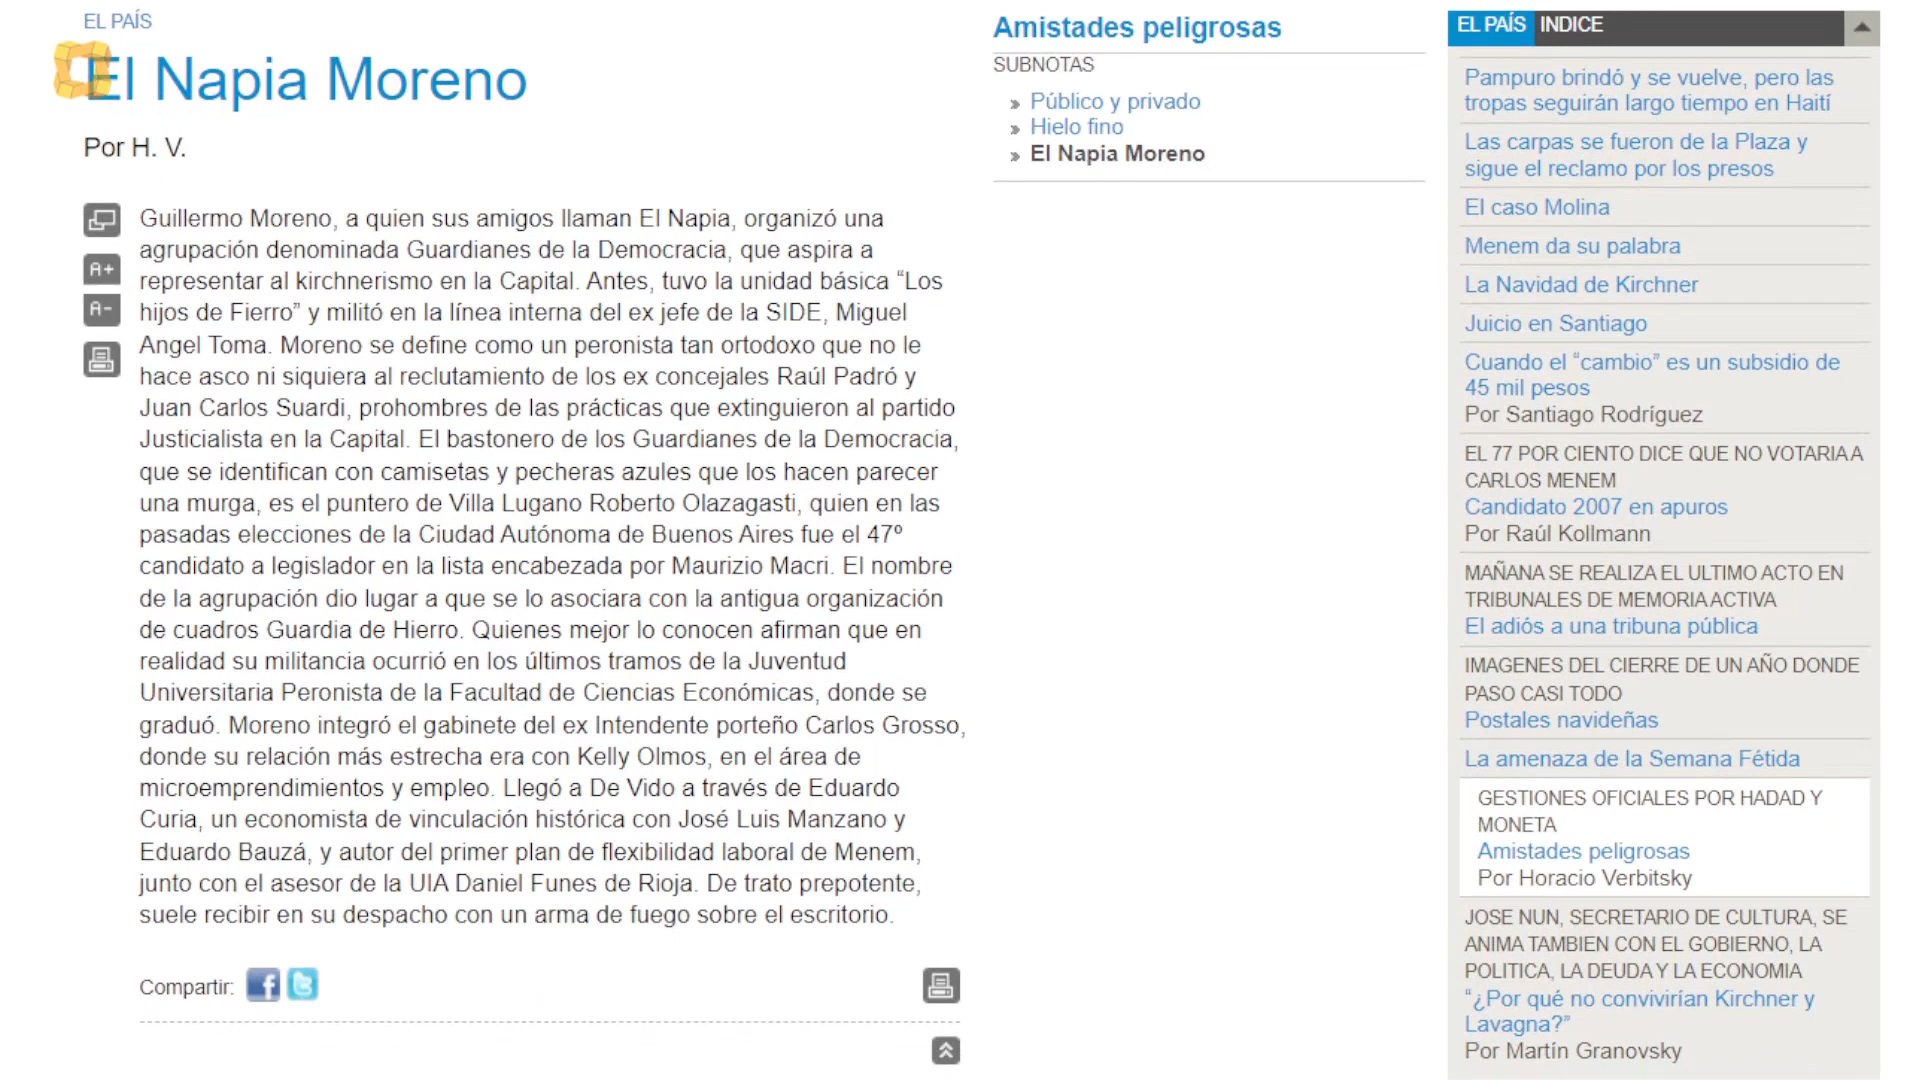 EL PAÍS
El Napia Moreno
Por H. V.
Guillermo Moreno, a quien sus amigos llaman El Napia, organizó una
agrupación denominada Guardianes de la Democracia, que aspira a
representar al kirchnerismo en la Capital. Antes, tuvo la unidad básica “Los
hijos de Fierro” y militó en la línea interna del ex jefe de la SIDE, Miguel
Angel Toma. Moreno se define como un peronista tan ortodoxo que no le
hace asco ni siquiera al reclutamiento de los ex concejales Raúl Padró y
Juan Carlos Suardi, prohombres de las prácticas que extinguieron al partido
Justicialista en la Capital. El bastonero de los Guardianes de la Democracia,
que se identifican con camisetas y pecheras azules que los hacen parecer
una murga, es el puntero de Villa Lugano Roberto Olazagasti, quien en las
pasadas elecciones de la Ciudad Autónoma de Buenos Aires fue el 47º
candidato a legislador en la lista encabezada por Maurizio Macri. El nombre
de la agrupación dio lugar a que se lo asociara con la antigua organización
de cuadros Guardia de Hierro. Quienes mejor lo conocen afirman que en
realidad su militancia ocurrió en los últimos tramos de la Juventud
Universitaria Peronista de la Facultad de Ciencias Económicas, donde se
graduó. Moreno integró el gabinete del ex Intendente porteño Carlos Grosso,
donde su relación más estrecha era con Kelly Olmos, en el área de
microemprendimientos y empleo. Llegó a De Vido a través de Eduardo
Curia, un economista de vinculación histórica con José Luis Manzano y
Eduardo Bauzá, y autor del primer plan de flexibilidad laboral de Menem,
junto con el asesor de la UIA Daniel Funes de Rioja. De trato prepotente,
suele recibir en su despacho con un arma de fuego sobre el escritorio.
A+
A-
Compartir:
Amistades peligrosas
SUBNOTAS
» Público y privado
» Hielo fino
» El Napia Moreno
EL PAÍS INDICE
Pampuro brindó y se vuelve, pero las
tropas seguirán largo tiempo en Haití
Las carpas se fueron de la Plaza y
sigue el reclamo por los presos
El caso Molina
Menem da su palabra
La Navidad de Kirchner
Juicio en Santiago
Cuando el “cambio” es un subsidio de
45 mil pesos
Por Santiago Rodríguez
EL 77 POR CIENTO DICE QUE NO VOTARIA A
CARLOS MENEM
Candidato 2007 en apuros
Por Raúl Kollmann
MAÑANA SE REALIZA EL ULTIMO ACTO EN
TRIBUNALES DE MEMORIA ACTIVA
El adiós a una tribuna pública
IMAGENES DEL CIERRE DE UN AÑO DONDE
PASO CASI TODO
Postales navideñas
La amenaza de la Semana Fétida
GESTIONES OFICIALES POR HADAD Y
MONETA
Amistades peligrosas
Por Horacio Verbitsky
JOSE NUN, SECRETARIO DE CULTURA, SE
ANIMA TAMBIEN CON EL GOBIERNO, LA
POLITICA, LA DEUDA Y LA ECONOMIA
“¿Por qué no convivirían Kirchner y
Lavagna?”
Por Martín Granovsky